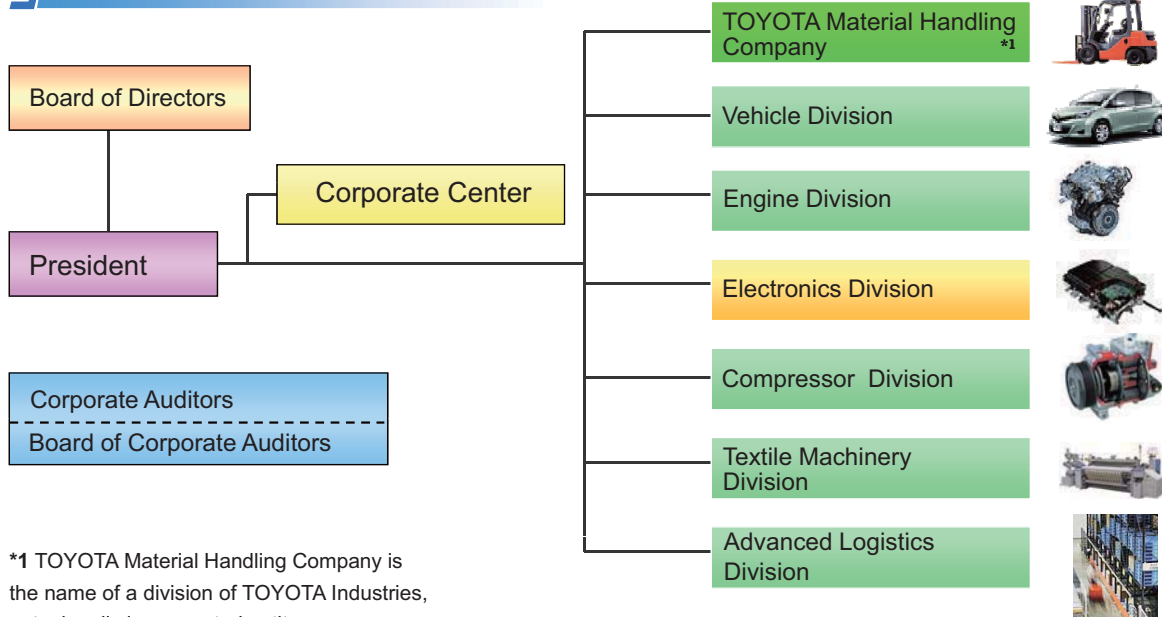 Board of Directors
Corporate Center
President
Corporate Auditors
Board of Corporate Auditors
*1 TOYOTA Material Handling Company is
the name of a division of TOYOTA Industries,
TOYOTA Material Handling
Company *1
Vehicle Division
Engine Division
Electronics Division
Compressor Division
Textile Machinery
Division
Advanced Logistics
Division